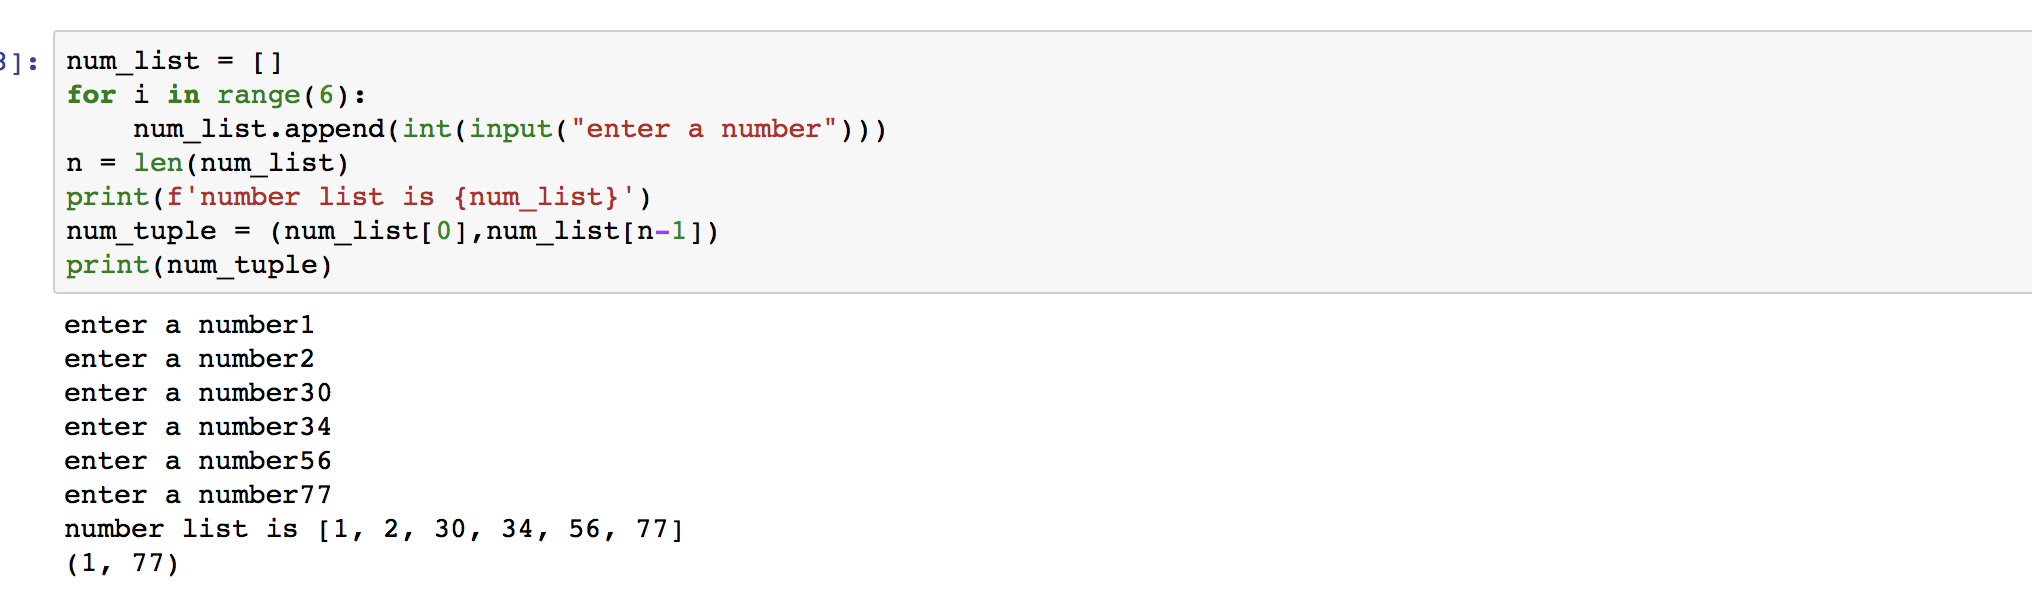 3]:
num_list = []
for i in range(6):
    num_list.append(int(input("enter a number")))
n = len(num_list)
print(f'number list is {num_list}')
num_tuple = (num_list[0],num_list[n-1])
print(num_tuple)
enter a number1
enter a number2
enter a number30
enter a number34
enter a number56
enter a number77
number list is [1, 2, 30, 34, 56, 77]
(1, 77)